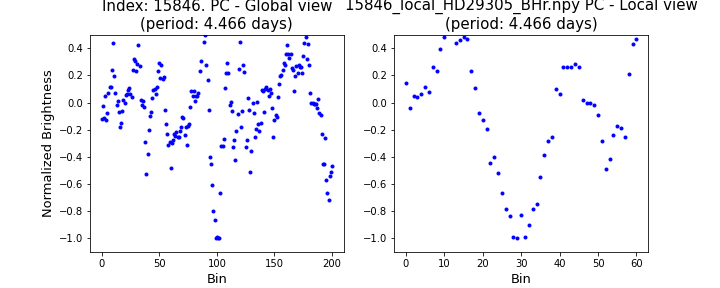 Index: 15846. PC - Global view
(period: 4.466 days)
15846_local_HD29305_BHr.npy PC - Local view
(period: 4.466 days)
Normalized Brightness
0.4
0.2
0.0
−0.2
−0.4
−0.6
−0.8
−1.0
0 50 100 150 200
Bin
0.4
0.2
0.0
−0.2
−0.4
−0.6
−0.8
−1.0
0 10 20 30 40 50 60
Bin